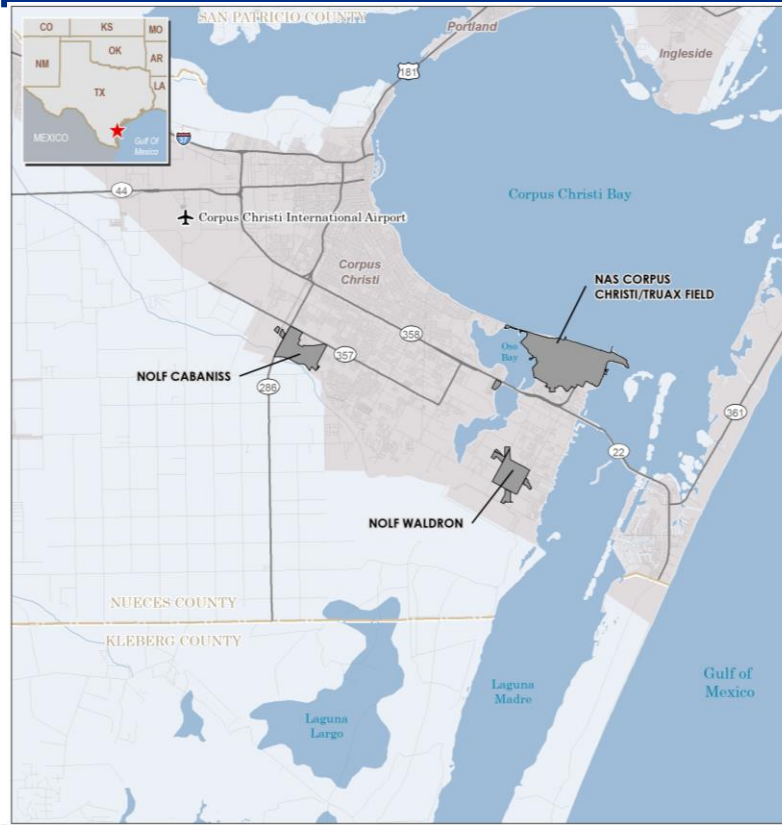 SAN PATRICIO COUNTY
Portland
Ingleside
CO
KS
MO
NM
OK
AR
TX
LA
MEXICO
Gulf Of
Mexico
181
37
44
Corpus Christi International Airport
Corpus Christi Bay
Corpus
Christi
NAS CORPUS
CHRISTI/TRUAX FIELD
358
Oso
Bay
357
NOLF CABANISS
286
361
22
NOLF WALDRON
NUECES COUNTY
KLEBERG COUNTY
Laguna
Largo
Laguna
Madre
Gulf of
Mexico